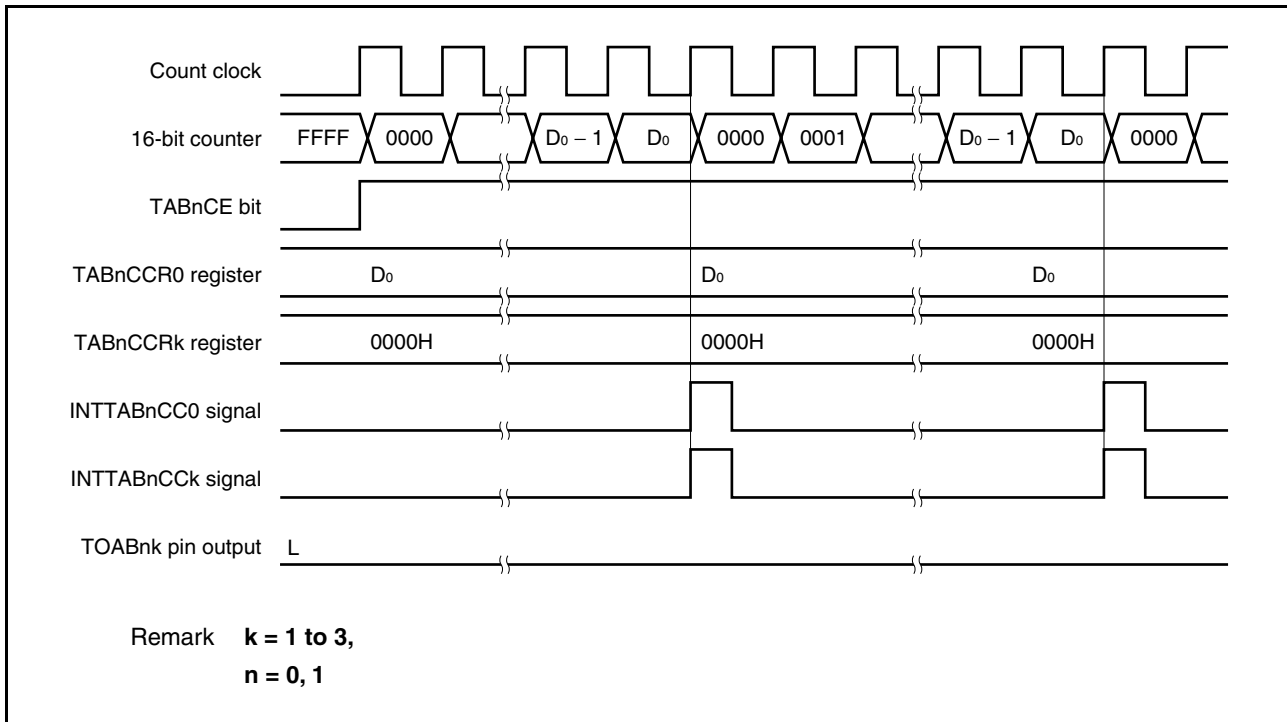 Count clock
16-bit counter FFFF 0000 D0 − 1 D0 0000 0001 D0 − 1 D0 0000
TABnCE bit
TABnCCR0 register D0 D0 D0
TABnCCRk register 0000H 0000H 0000H
INTTABnCC0 signal
INTTABnCCk signal
TOABnk pin output L
Remark k = 1 to 3,
n = 0, 1